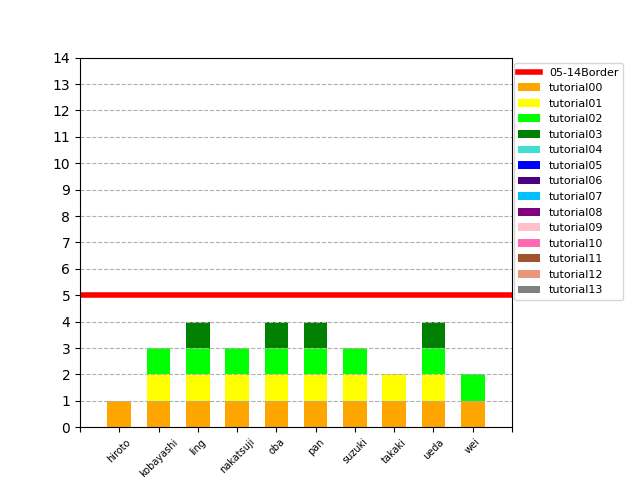 14
13
12
11
10
9
8
7
6
5
4
3
2
1
0
hiroto
kobayashi
ling
nakatsuji
oba
pan
suzuki
takaki
ueda
wei
05-14Border
tutorial00
tutorial01
tutorial02
tutorial03
tutorial04
tutorial05
tutorial06
tutorial07
tutorial08
tutorial09
tutorial10
tutorial11
tutorial12
tutorial13